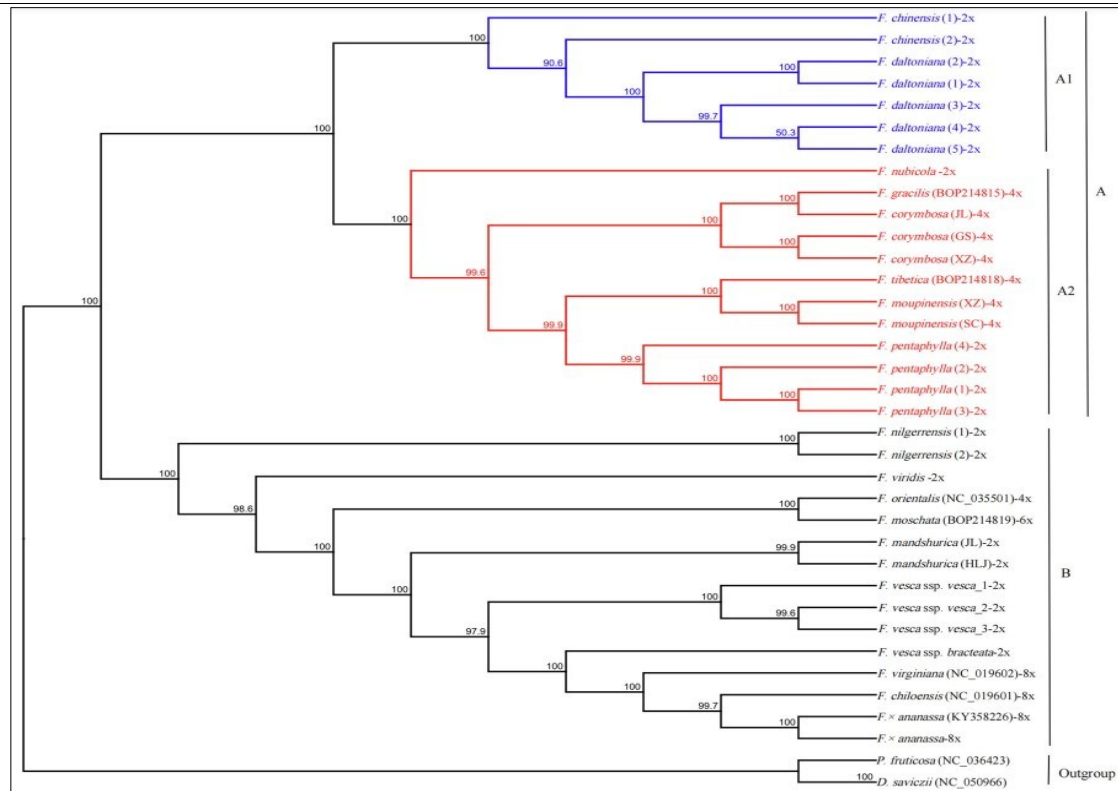 F. chinensis (1)-2x
100
F. chinensis (2)-2x
90.6
F. daltoniana (2)-2x
100
A1
F. daltoniana (1)-2x
100
F. daltoniana (3)-2x
99.7
F. daltoniana (4)-2x
100
50.3
F. daltoniana (5)-2x
F. nubicola -2x
A
F. gracilis (BOP214815)-4x
100
F. corymbosa (JL)-4x
100
100
F. corymbosa (GS)-4x
100
F. corymbosa (XZ)-4x
99.6
F. tibetica (BOP214818)-4x
100
A2
F. moupinensis (XZ)-4x
100
100
F. moupinensis (SC)-4x
99.9
F. pentaphylla (4)-2x
99.9
F. pentaphylla (2)-2x
100
F. pentaphylla (1)-2x
100
F. pentaphylla (3)-2x
F. nilgerrensis (1)-2x
100
F. nilgerrensis (2)-2x
100
F. viridis -2x
98.6
F. orientalis (NC_035501)-4x
100
F. moschata (BOP214819)-6x
100
F. mandshurica (JL)-2x
99.9
F. mandshurica (HLJ)-2x
B
100
F. vesca ssp. vesca_1-2x
100
F. vesca ssp. vesca_2-2x
99.6
F. vesca ssp. vesca_3-2x
97.9
F. vesca ssp. bracteata-2x
100
F. virginiana (NC_019602)-8x
100
F. chiloensis (NC_019601)-8x
99.7
F.× ananassa (KY358226)-8x
100
F.× ananassa-8x
P. fruticosa (NC_036423)
Outgroup
100
D. saviczii (NC_050966)